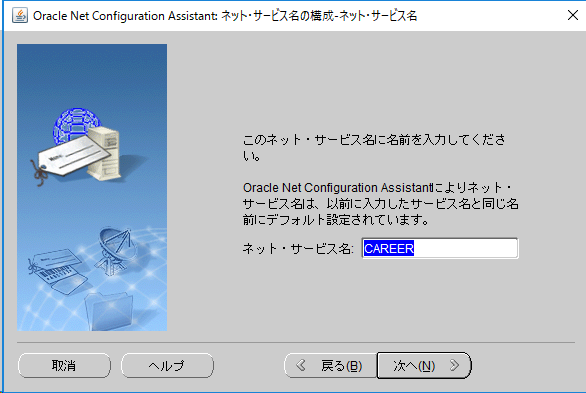 Oracle Net Configuration Assistant: ネット・サービス名の構成-ネット・サービス名
このネット・サービス名に名前を入力してくださ
い。
Oracle Net Configuration Assistantによりネット・
サービス名は、以前に入力したサービス名と同じ名
前にデフォルト設定されています。
ネット・サービス名: CAREER
取消 ヘルプ 戻る(B) 次へ(N)